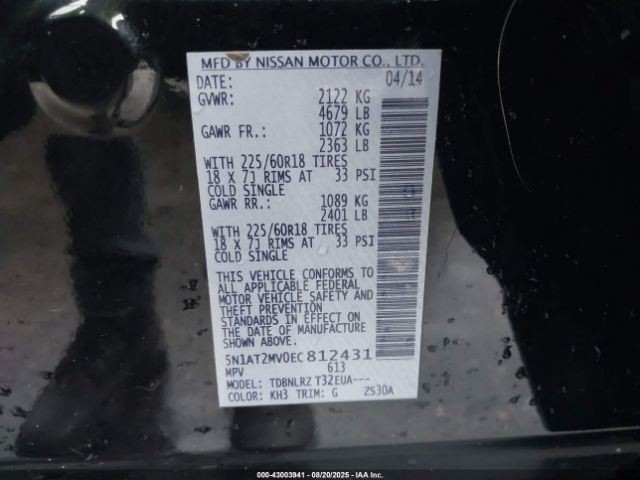 MFD BY NISSAN MOTOR CO., LTD.
DATE: 04/14
GVWR: 2122 KG
4679 LB
GAWR FR.: 1072 KG
2363 LB
WITH 225/60R18 TIRES
18 X 7J RIMS AT 33 PSI
COLD SINGLE
GAWR RR.: 1089 KG
2401 LB
WITH 225/60R18 TIRES
18 X 7J RIMS AT 33 PSI
COLD SINGLE
THIS VEHICLE CONFORMS TO
ALL APPLICABLE FEDERAL
MOTOR VEHICLE SAFETY AND
THEFT PREVENTION
STANDARDS IN EFFECT ON
THE DATE OF MANUFACTURE
SHOWN ABOVE.
5N1AT2MV0EC812431
MPV 613
MODEL: TDBNLRZ T32EUA---
COLOR: KH3 TRIM: G ZS30A
000-43003941 - 08/20/2025 - IAAI, Inc.